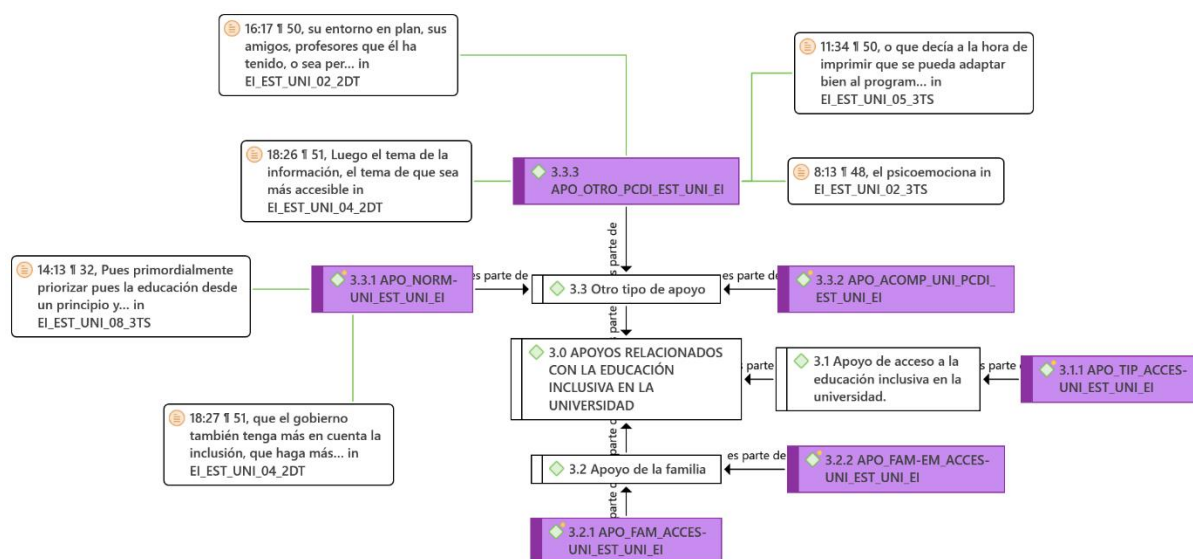 16:17 ¶ 50, su entorno en plan, sus
amigos, profesores que él ha
tenido, o sea per... in
EI_EST_UNI_02_2DT
11:34 ¶ 50, o que decía a la hora de
imprimir que se pueda adaptar
bien al program... in
EI_EST_UNI_05_3TS
18:26 ¶ 51, Luego el tema de la
información, el tema de que sea
más accesible in
EI_EST_UNI_04_2DT
3.3.3
APO_OTRO_PCDI_EST_UNI_EI
8:13 ¶ 48, el psicoemociona in
EI_EST_UNI_02_3TS
es parte de
s parte de
14:13 ¶ 32, Pues primordialmente
priorizar pues la educación desde
un principio y... in
EI_EST_UNI_08_3TS
3.3.1 APO_NORM-
UNI_EST_UNI_EI
es parte de
3.3 Otro tipo de apoyo
es parte de
3.3.2 APO_ACOMP_UNI_PCDI_
EST_UNI_EI
s parte
3.0 APOYOS RELACIONADOS
CON LA EDUCACIÓN
INCLUSIVA EN LA
UNIVERSIDAD
s parte
3.1 Apoyo de acceso a la
educación inclusiva en la
universidad.
s parte d
3.1.1 APO_TIP_ACCES-
UNI_EST_UNI_EI
18:27 ¶ 51, que el gobierno
también tenga más en cuenta la
inclusión, que haga más... in
EI_EST_UNI_04_2DT
parte d
3.2 Apoyo de la familia
es parte de
3.2.2 APO_FAM-EM_ACCES-
UNI_EST_UNI_EI
parte d
3.2.1 APO_FAM_ACCES-
UNI_EST_UNI_EI